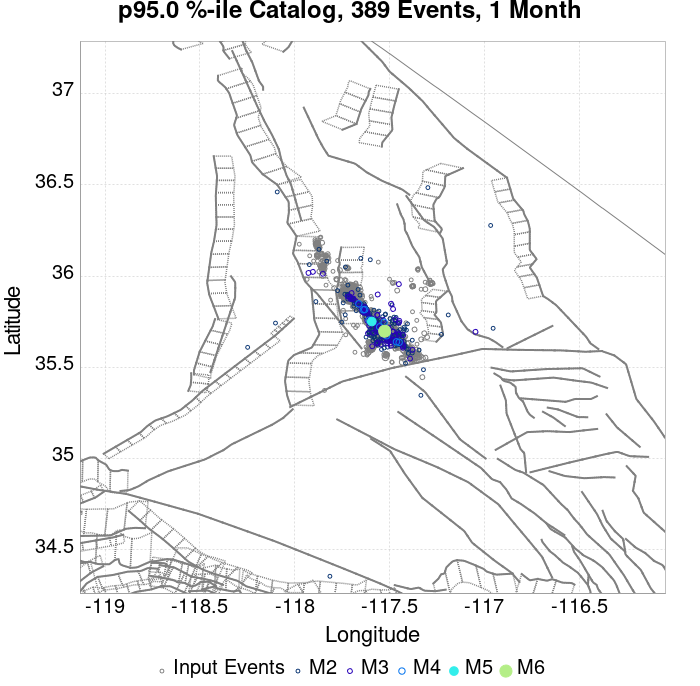 p95.0 %-ile Catalog, 389 Events, 1 Month
Latitude
37
36.5
36
35.5
35
34.5
-119 -118.5 -118 -117.5 -117 -116.5
Longitude
Input Events M2 M3 M4 M5 M6